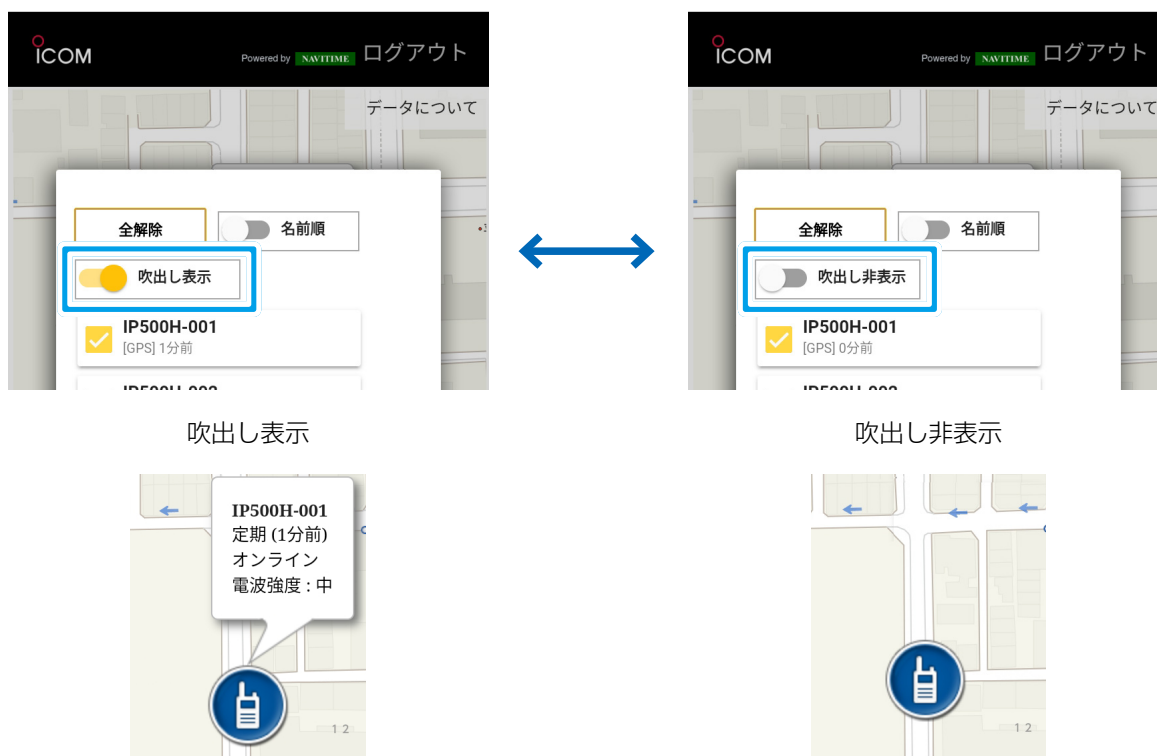 ICOM
Powered by NAVITIME ログアウト
データについて
全解除
名前順
吹出し表示
IP500H-001
[GPS] 1分前
吹出し表示
IP500H-001
定期 (1分前)
オンライン
電波強度 : 中
1 2
ICOM
Powered by NAVITIME ログアウト
データについて
全解除
名前順
吹出し非表示
IP500H-001
[GPS] 0分前
吹出し非表示
1 2